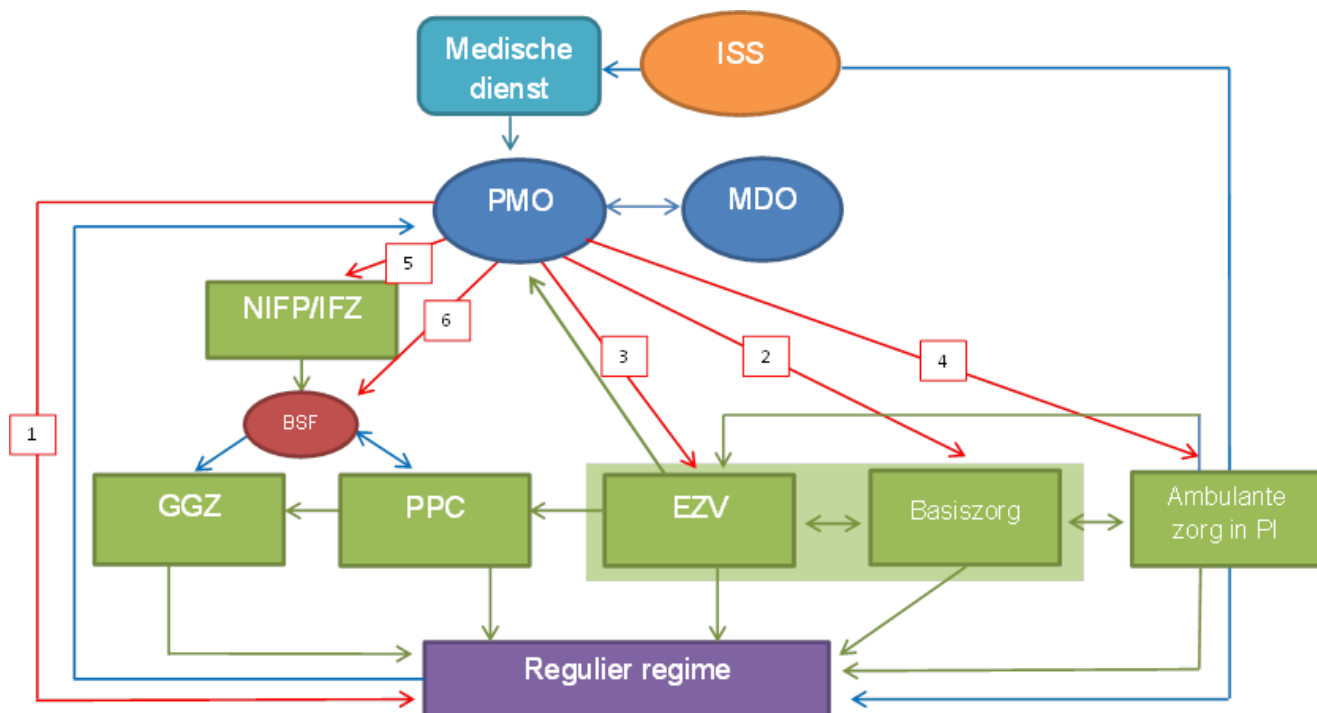 Medische
dienst
ISS
PMO
MDO
5
NIFP/IFZ
6
3
2
4
BSF
1
GGZ
PPC
EZV
Basiszorg
Ambulante
zorg in PI
Regulier regime